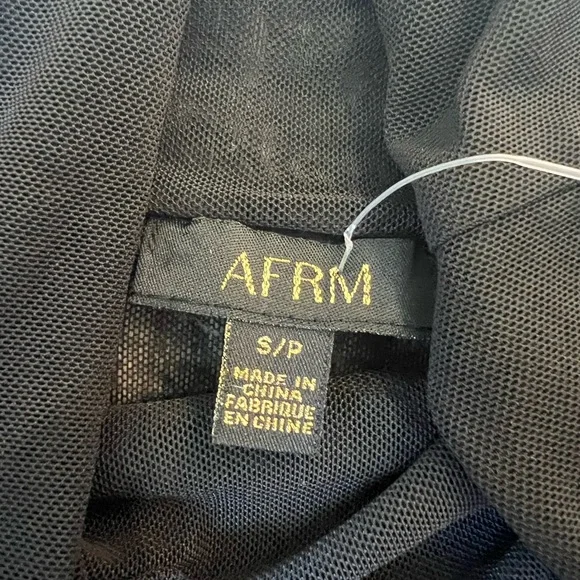 AFRM
S/P
MADE IN
CHINA
FABRIQUE
EN CHINE